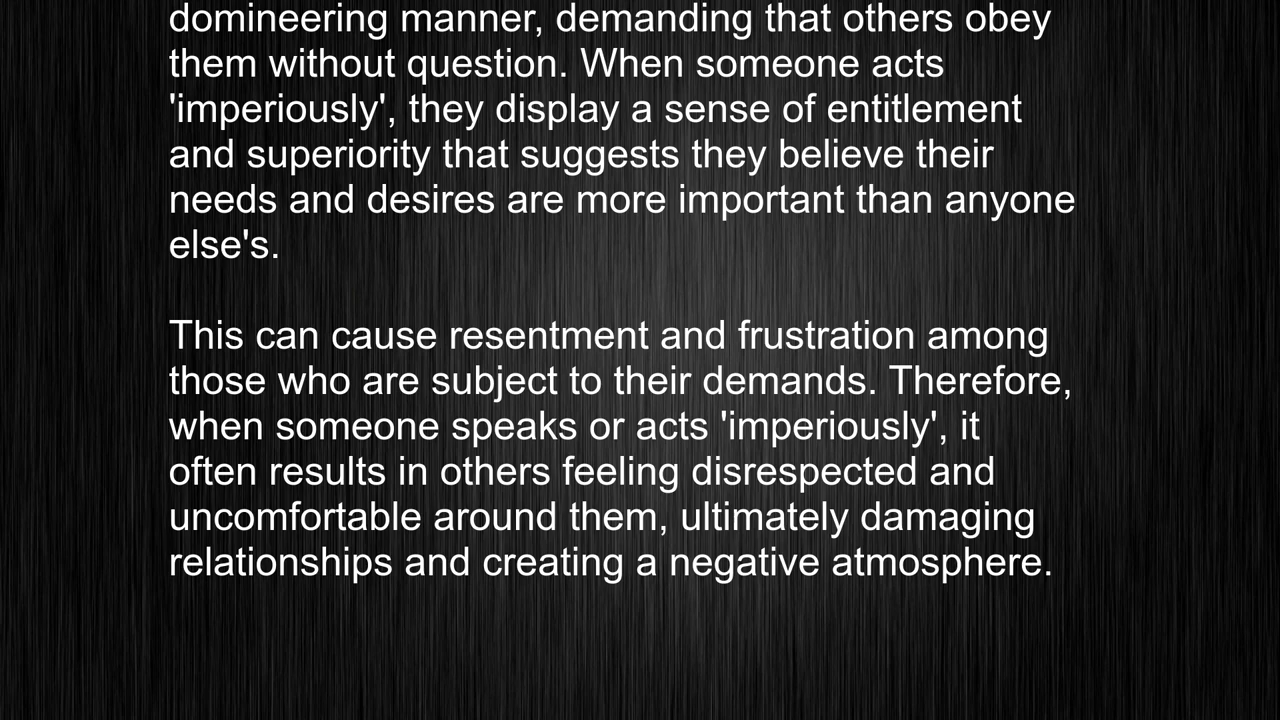 domineering manner, demanding that others obey
them without question. When someone acts
'imperiously', they display a sense of entitlement
and superiority that suggests they believe their
needs and desires are more important than anyone
else's.
This can cause resentment and frustration among
those who are subject to their demands. Therefore,
when someone speaks or acts 'imperiously', it
often results in others feeling disrespected and
uncomfortable around them, ultimately damaging
relationships and creating a negative atmosphere.